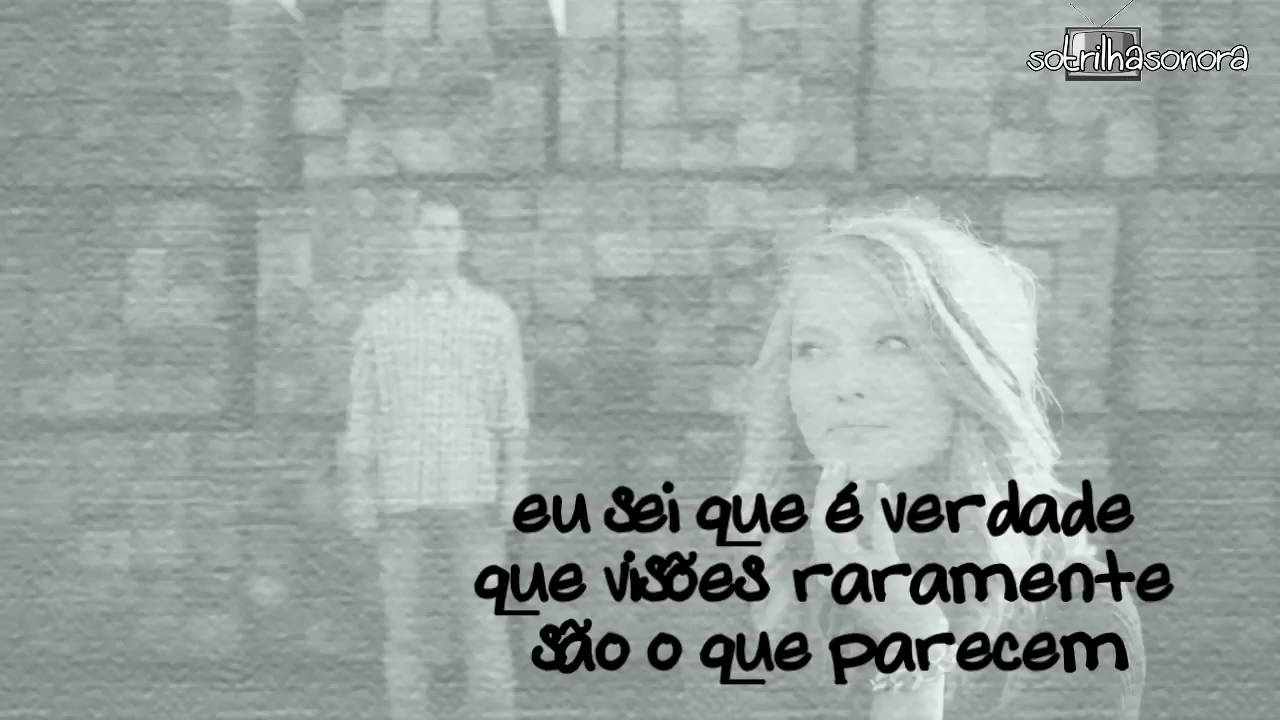 sotrilhasonora
eu sei que é verdade
que visões raramente
são o que parecem